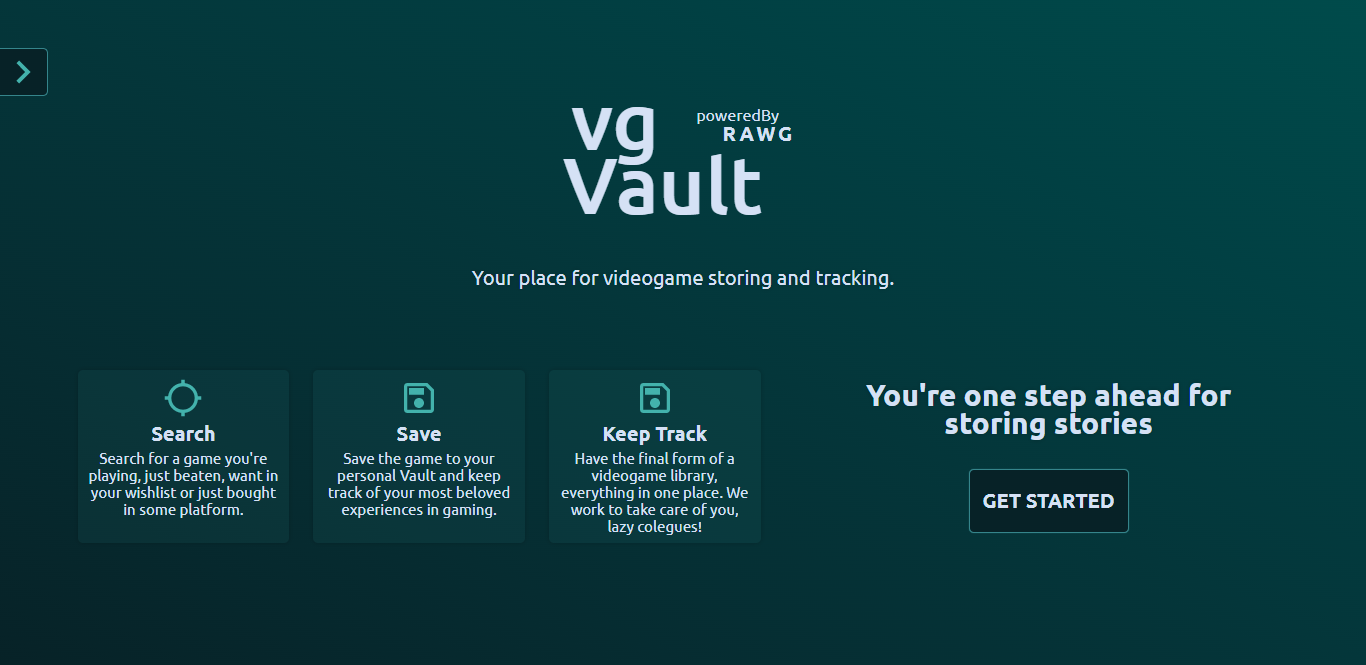 vg
poweredBy
RAWG
Vault
Your place for videogame storing and tracking.
Search
Search for a game you're
playing, just beaten, want in
your wishlist or just bought
in some platform.
Save
Save the game to your
personal Vault and keep
track of your most beloved
experiences in gaming.
Keep Track
Have the final form of a
videogame library,
everything in one place. We
work to take care of you,
lazy colegues!
You're one step ahead for
storing stories
GET STARTED